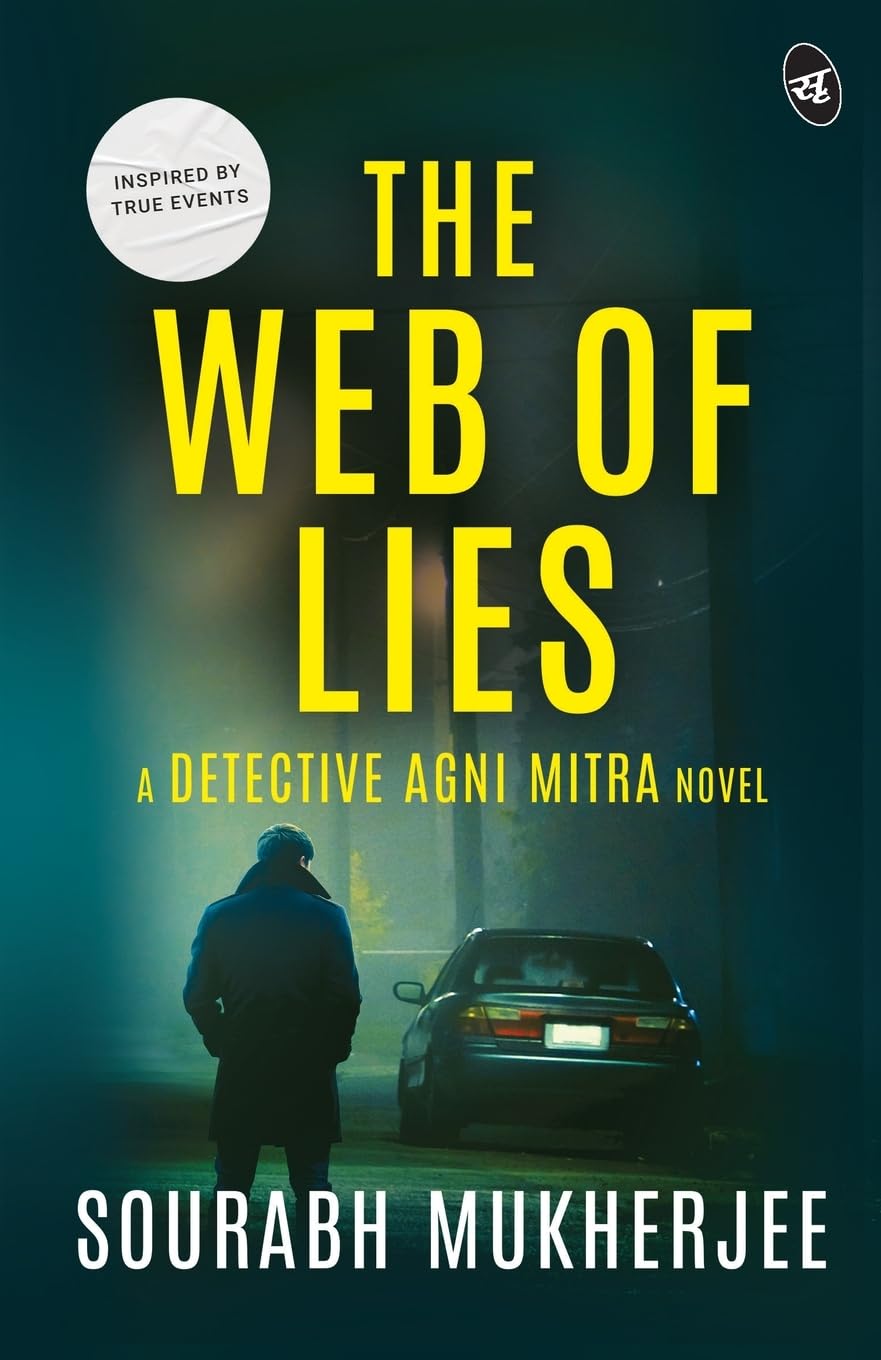 सृ
INSPIRED BY
TRUE EVENTS
THE
WEB OF
LIES
A DETECTIVE AGNI MITRA NOVEL
SOURABH MUKHERJEE